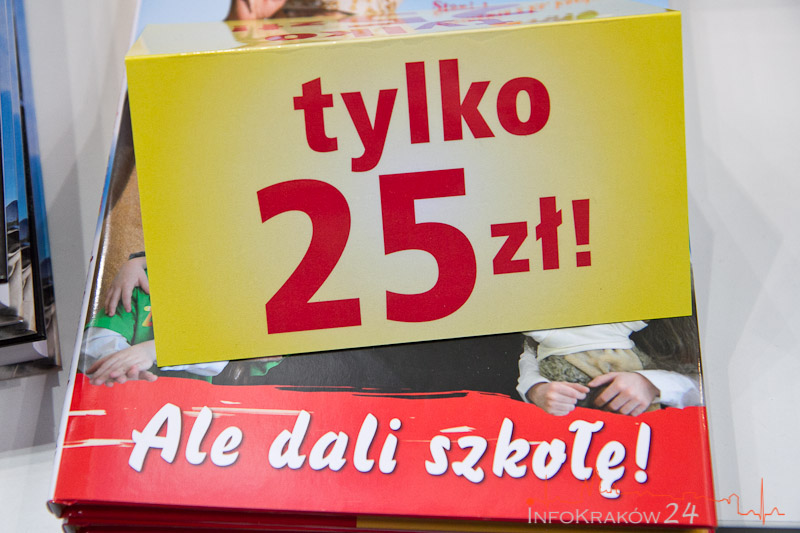 tylko
25 zł!
Ale dali szkołę!
INFOKRAKÓW24